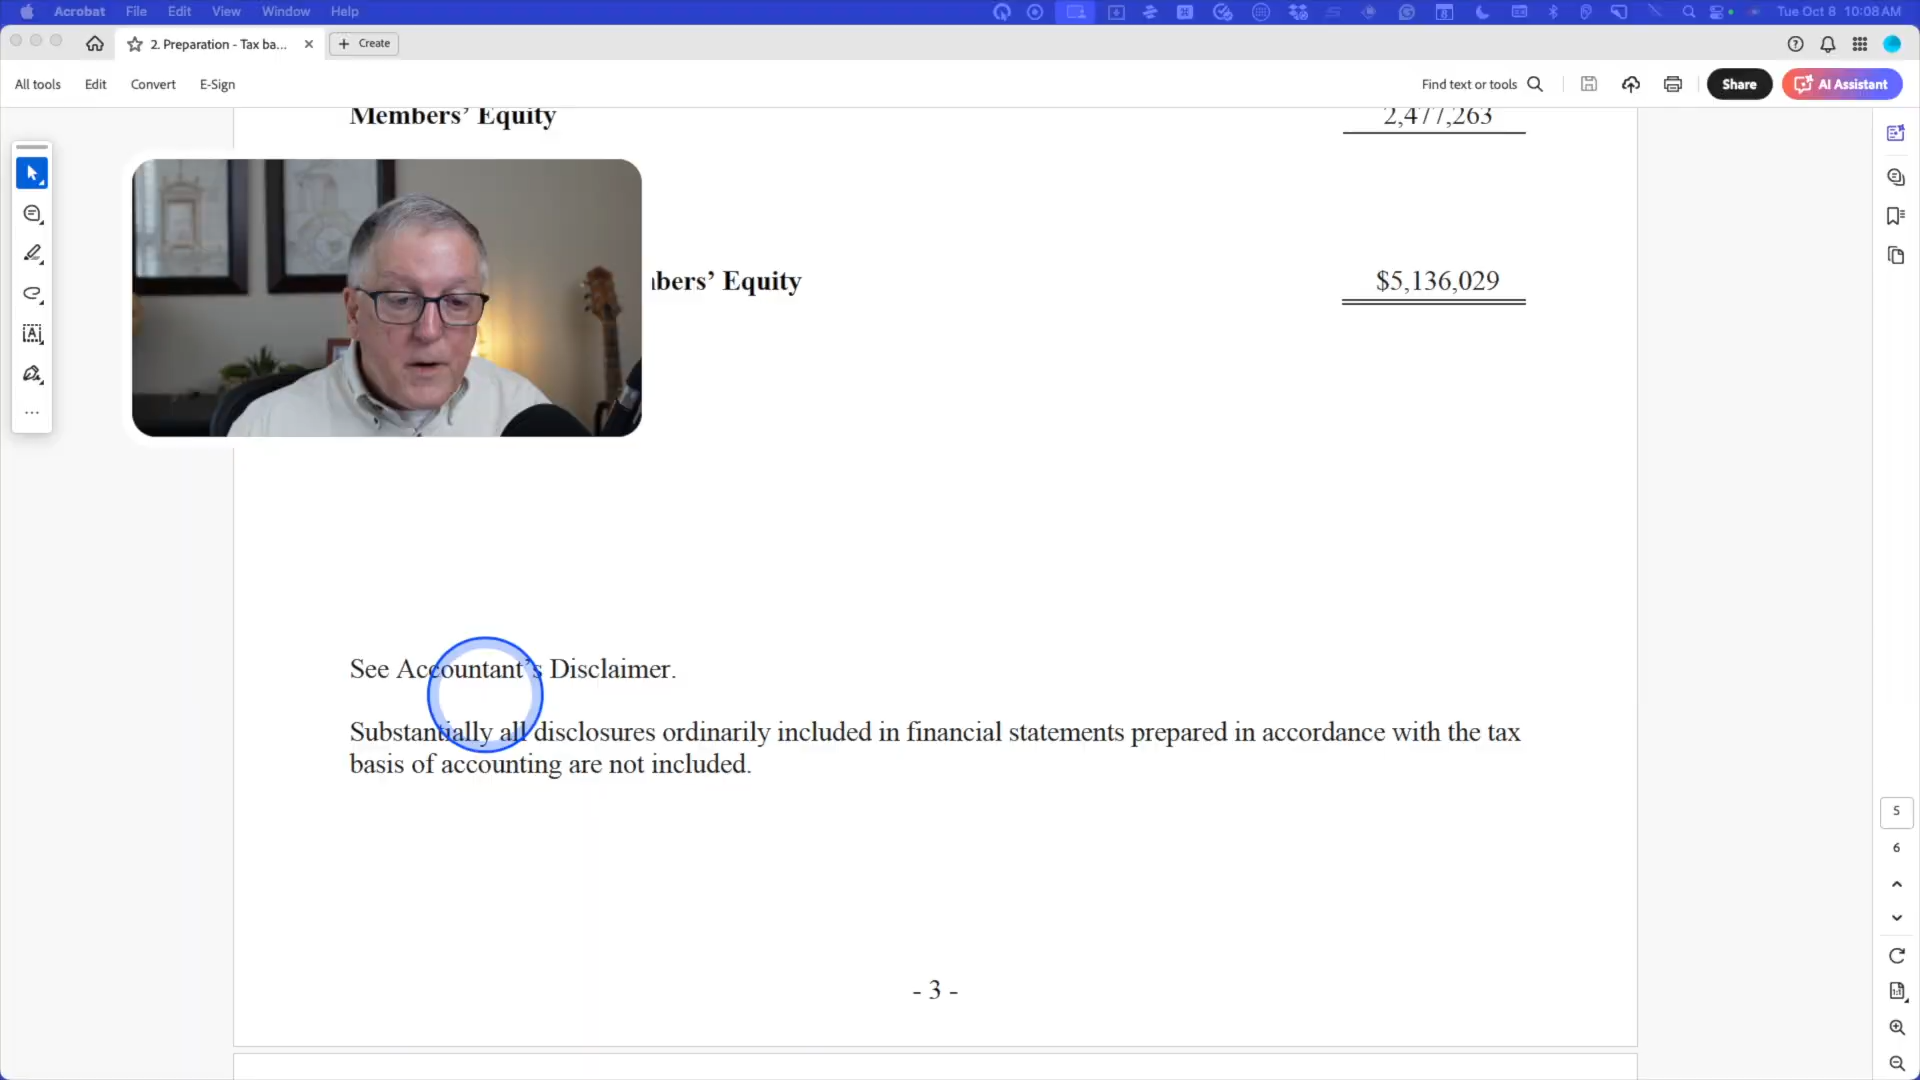 Acrobat File Edit View Window Help Tue Oct 8 10:08 AM
2. Preparation - Tax ba... Create
All tools Edit Convert E-Sign Find text or tools Share AI Assistant
Members’ Equity 2,477,263
bers’ Equity $5,136,029
See Accountant’s Disclaimer.
Substantially all disclosures ordinarily included in financial statements prepared in accordance with the tax
basis of accounting are not included.
5
6
- 3 -